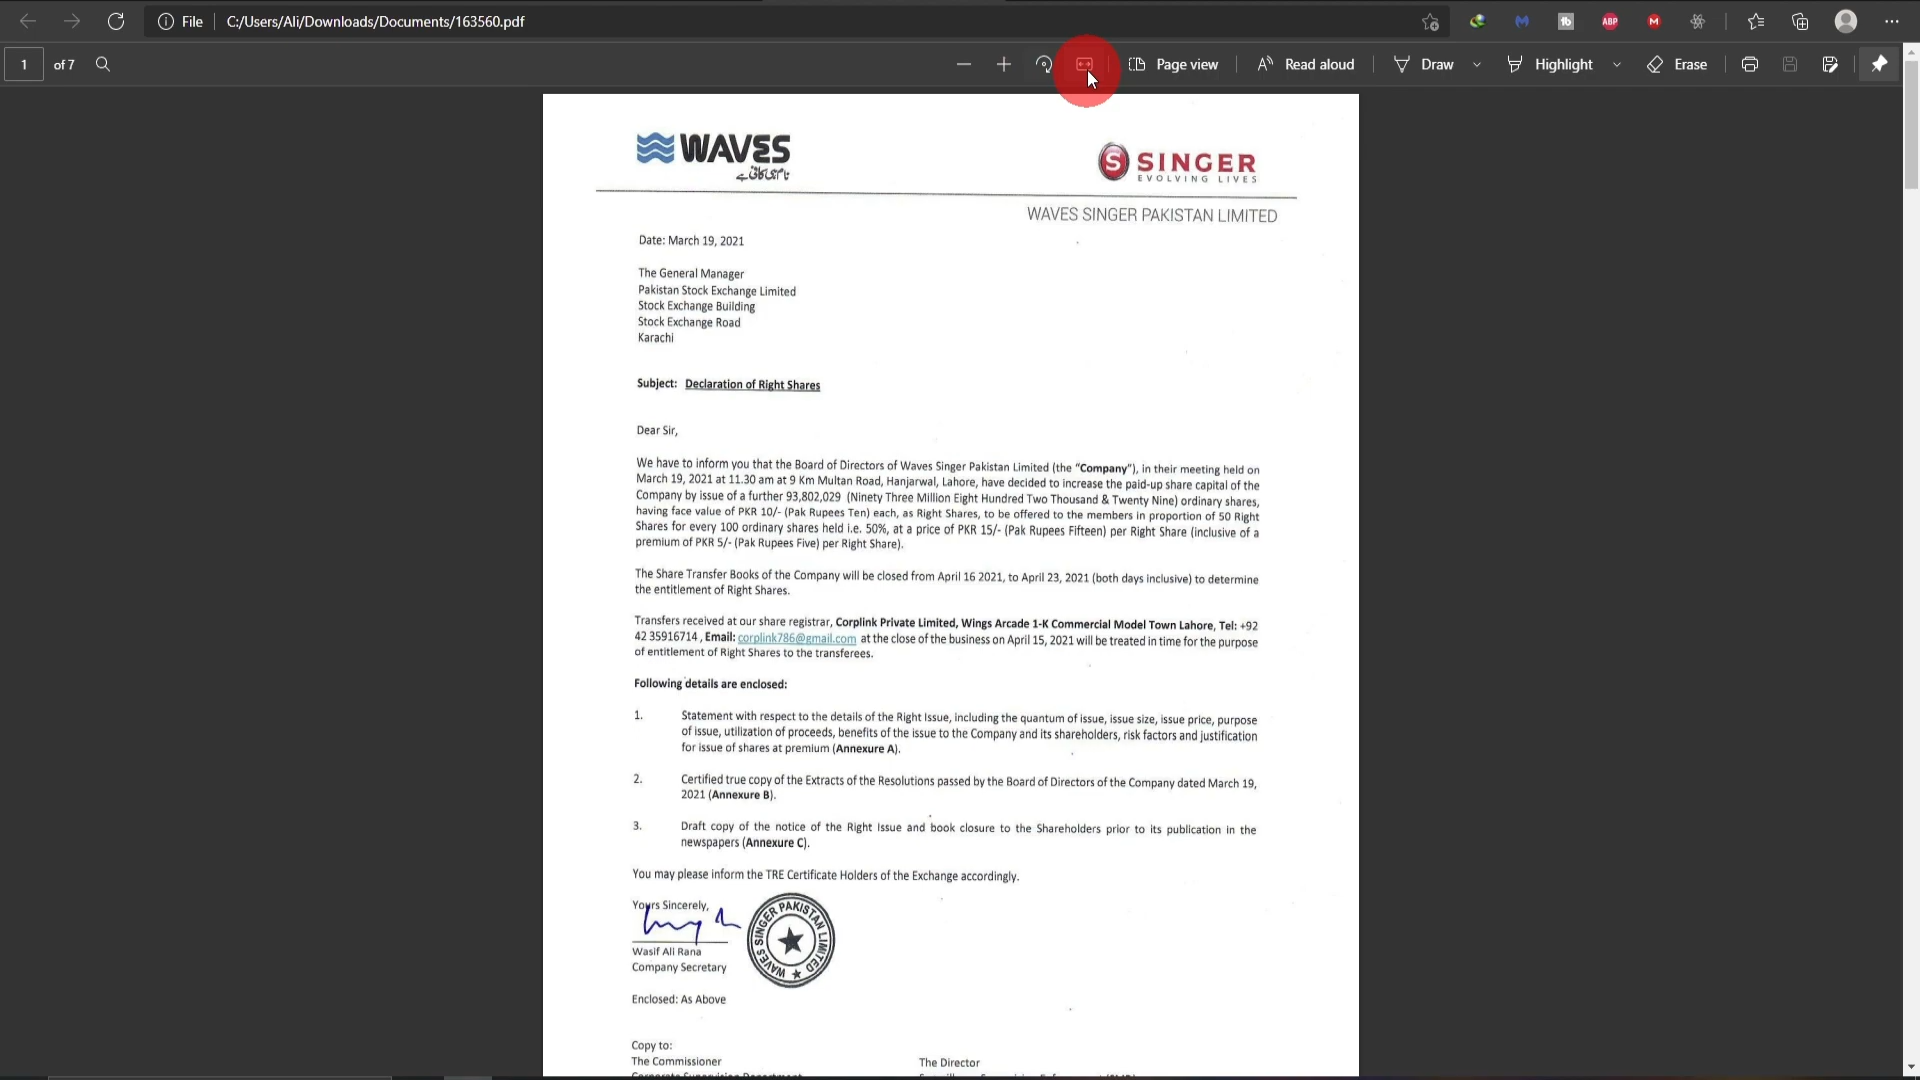 File
C:/Users/Ali/Downloads/Documents/163560.pdf
1 of 7
Page view
Read aloud
Draw
Highlight
Erase
WAVES
نام ہی کافی ہے
S SINGER
EVOLVING LIVES
WAVES SINGER PAKISTAN LIMITED
Date: March 19, 2021
The General Manager
Pakistan Stock Exchange Limited
Stock Exchange Building
Stock Exchange Road
Karachi
Subject: Declaration of Right Shares
Dear Sir,
We have to inform you that the Board of Directors of Waves Singer Pakistan Limited (the "Company"), in their meeting held on
March 19, 2021 at 11.30 am at 9 Km Multan Road, Hanjarwal, Lahore, have decided to increase the paid-up share capital of the
Company by issue of a further 93,802,029 (Ninety Three Million Eight Hundred Two Thousand & Twenty Nine) ordinary shares,
having face value of PKR 10/- (Pak Rupees Ten) each, as Right Shares, to be offered to the members in proportion of 50 Right
Shares for every 100 ordinary shares held i.e. 50%, at a price of PKR 15/- (Pak Rupees Fifteen) per Right Share (inclusive of a
premium of PKR 5/- (Pak Rupees Five) per Right Share).
The Share Transfer Books of the Company will be closed from April 16 2021, to April 23, 2021 (both days inclusive) to determine
the entitlement of Right Shares.
Transfers received at our share registrar, Corplink Private Limited, Wings Arcade 1-K Commercial Model Town Lahore, Tel: +92
42 35916714 , Email: corplink786@gmail.com at the close of the business on April 15, 2021 will be treated in time for the purpose
of entitlement of Right Shares to the transferees.
Following details are enclosed:
1. Statement with respect to the details of the Right Issue, including the quantum of issue, issue size, issue price, purpose
of issue, utilization of proceeds, benefits of the issue to the Company and its shareholders, risk factors and justification
for issue of shares at premium (Annexure A).
2. Certified true copy of the Extracts of the Resolutions passed by the Board of Directors of the Company dated March 19,
2021 (Annexure B).
3. Draft copy of the notice of the Right Issue and book closure to the Shareholders prior to its publication in the
newspapers (Annexure C).
You may please inform the TRE Certificate Holders of the Exchange accordingly.
Yours Sincerely,
WAVES SINGER PAKISTAN LIMITED
Wasif Ali Rana
Company Secretary
Enclosed: As Above
Copy to:
The Commissioner
The Director